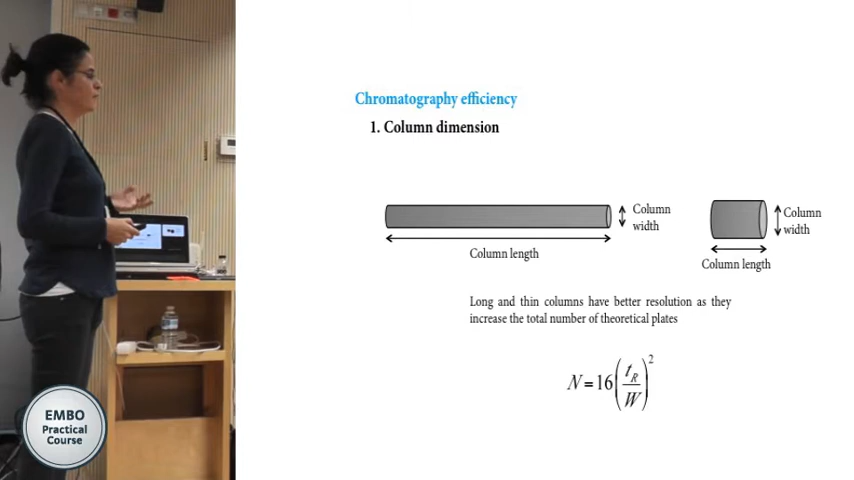 Chromatography efficiency
1. Column dimension
Column
width
Column length
Column
width
Column length
Long and thin columns have better resolution as they
increase the total number of theoretical plates
N=16(t_R/W)^2
EMBO
Practical
Course